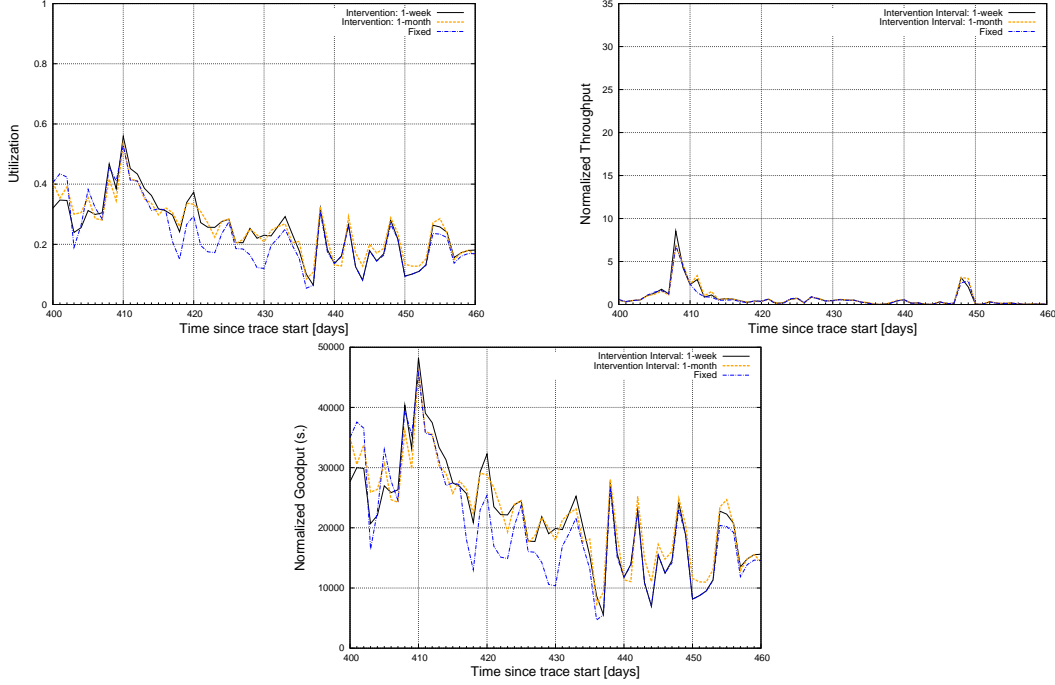 1
0.8
0.6
0.4
0.2
0
400
410
420
430
440
450
460
Utilization
Time since trace start [days]
Intervention: 1-week
Intervention: 1-month
Fixed
35
30
25
20
15
10
5
0
400
410
420
430
440
450
460
Normalized Throughput
Time since trace start [days]
Intervention Interval: 1-week
Intervention Interval: 1-month
Fixed
50000
40000
30000
20000
10000
0
400
410
420
430
440
450
460
Normalized Goodput (s.)
Time since trace start [days]
Intervention Interval: 1-week
Intervention Interval: 1-month
Fixed